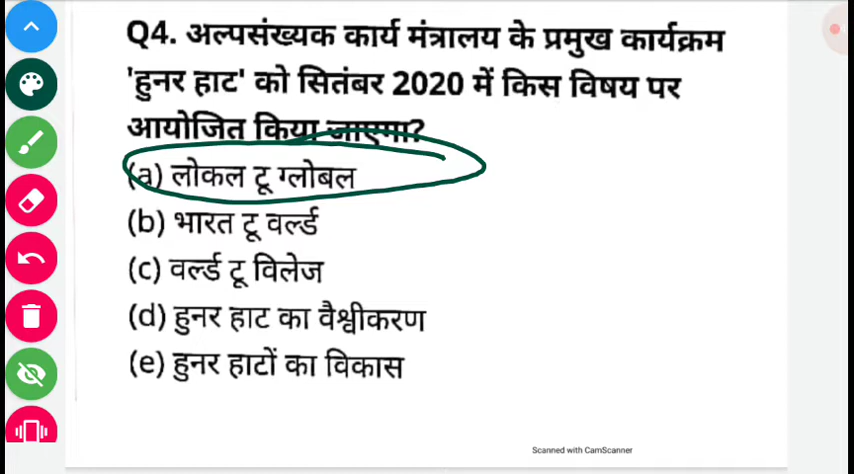 Q4. अल्पसंख्यक कार्य मंत्रालय के प्रमुख कार्यक्रम
'हुनर हाट' को सितंबर 2020 में किस विषय पर
आयोजित किया जाएगा?
(a) लोकल टू ग्लोबल
(b) भारत टू वर्ल्ड
(c) वर्ल्ड टू विलेज
(d) हुनर हाट का वैश्वीकरण
(e) हुनर हाटों का विकास
Scanned with CamScanner